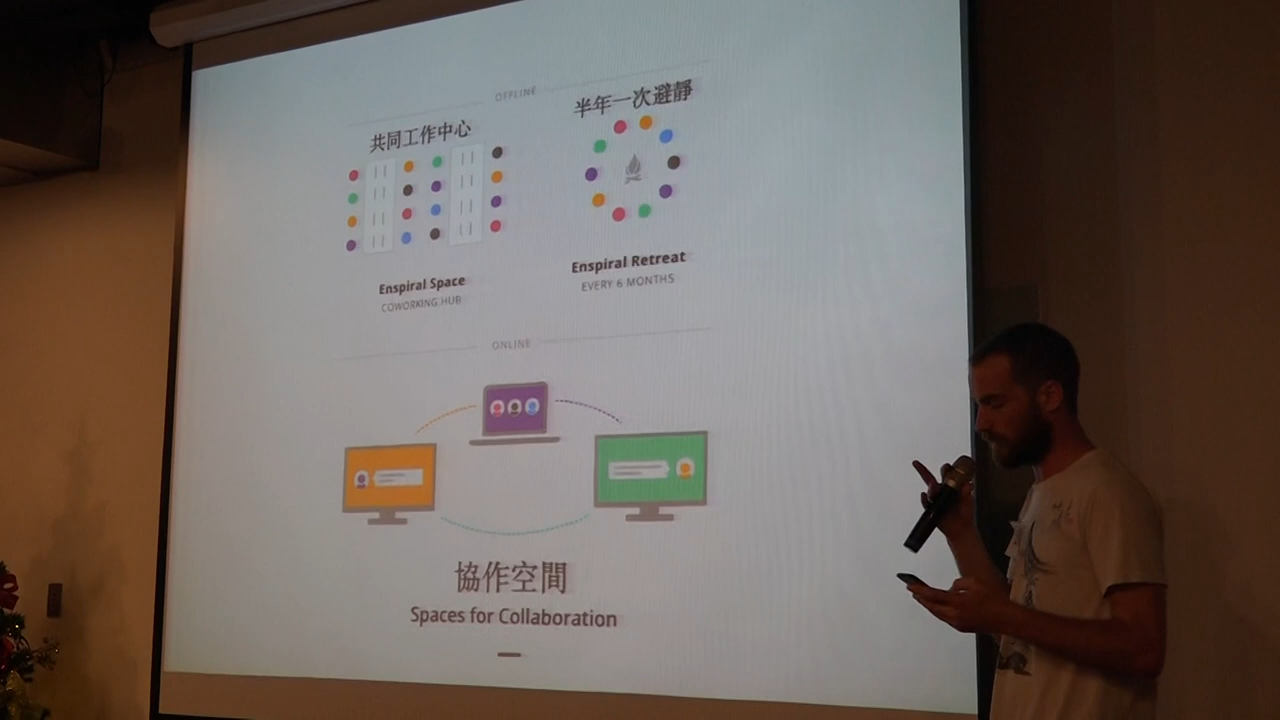 OFFLINE
共同工作中心
半年一次避靜
Enspiral Space
COWORKING HUB
Enspiral Retreat
EVERY 6 MONTHS
ONLINE
協作空間
Spaces for Collaboration